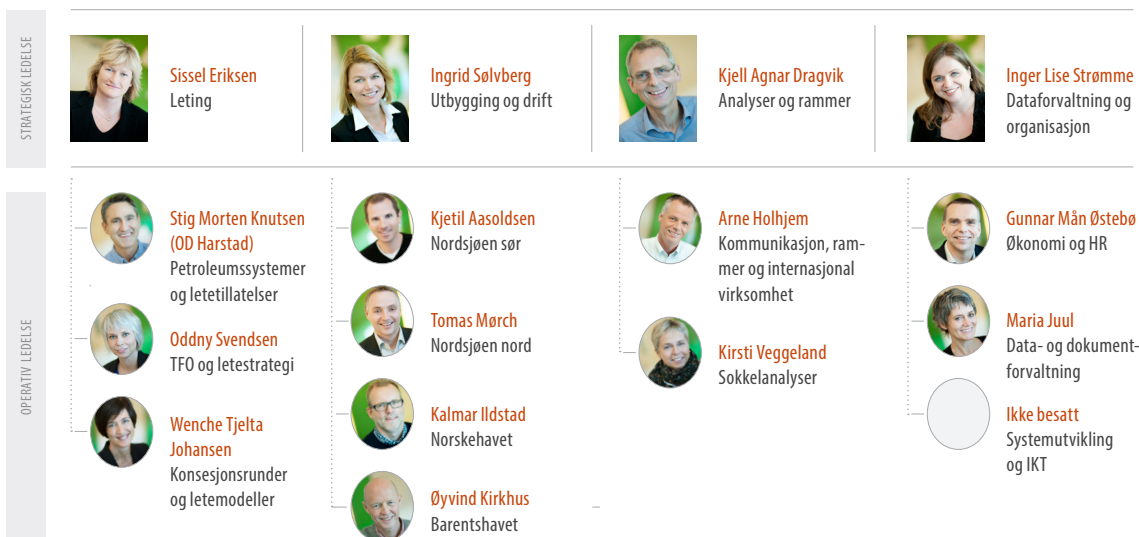 STRATEGISK LEDELSE
Sissel Eriksen
Leting
Ingrid Sølvberg
Utbygging og drift
Kjell Agnar Dragvik
Analyser og rammer
Inger Lise Strømme
Dataforvaltning og
organisasjon
OPERATIV LEDELSE
Stig Morten Knutsen
(OD Harstad)
Petroleumssystemer
og letetillatelser
Oddny Svendsen
TFO og letestrategi
Wenche Tjelta
Johansen
Konsesjonsrunder
og letemodeller
Kjetil Aasoldsen
Nordsjøen sør
Tomas Mørch
Nordsjøen nord
Kalmar Ildstad
Norskehavet
Øyvind Kirkhus
Barentshavet
Arne Holhjem
Kommunikasjon, ram-
mer og internasjonal
virksomhet
Kirsti Veggeland
Sokkelanalyser
Gunnar Mån Østebø
Økonomi og HR
Maria Juul
Data- og dokument-
forvaltning
Ikke besatt
Systemutvikling
og IKT